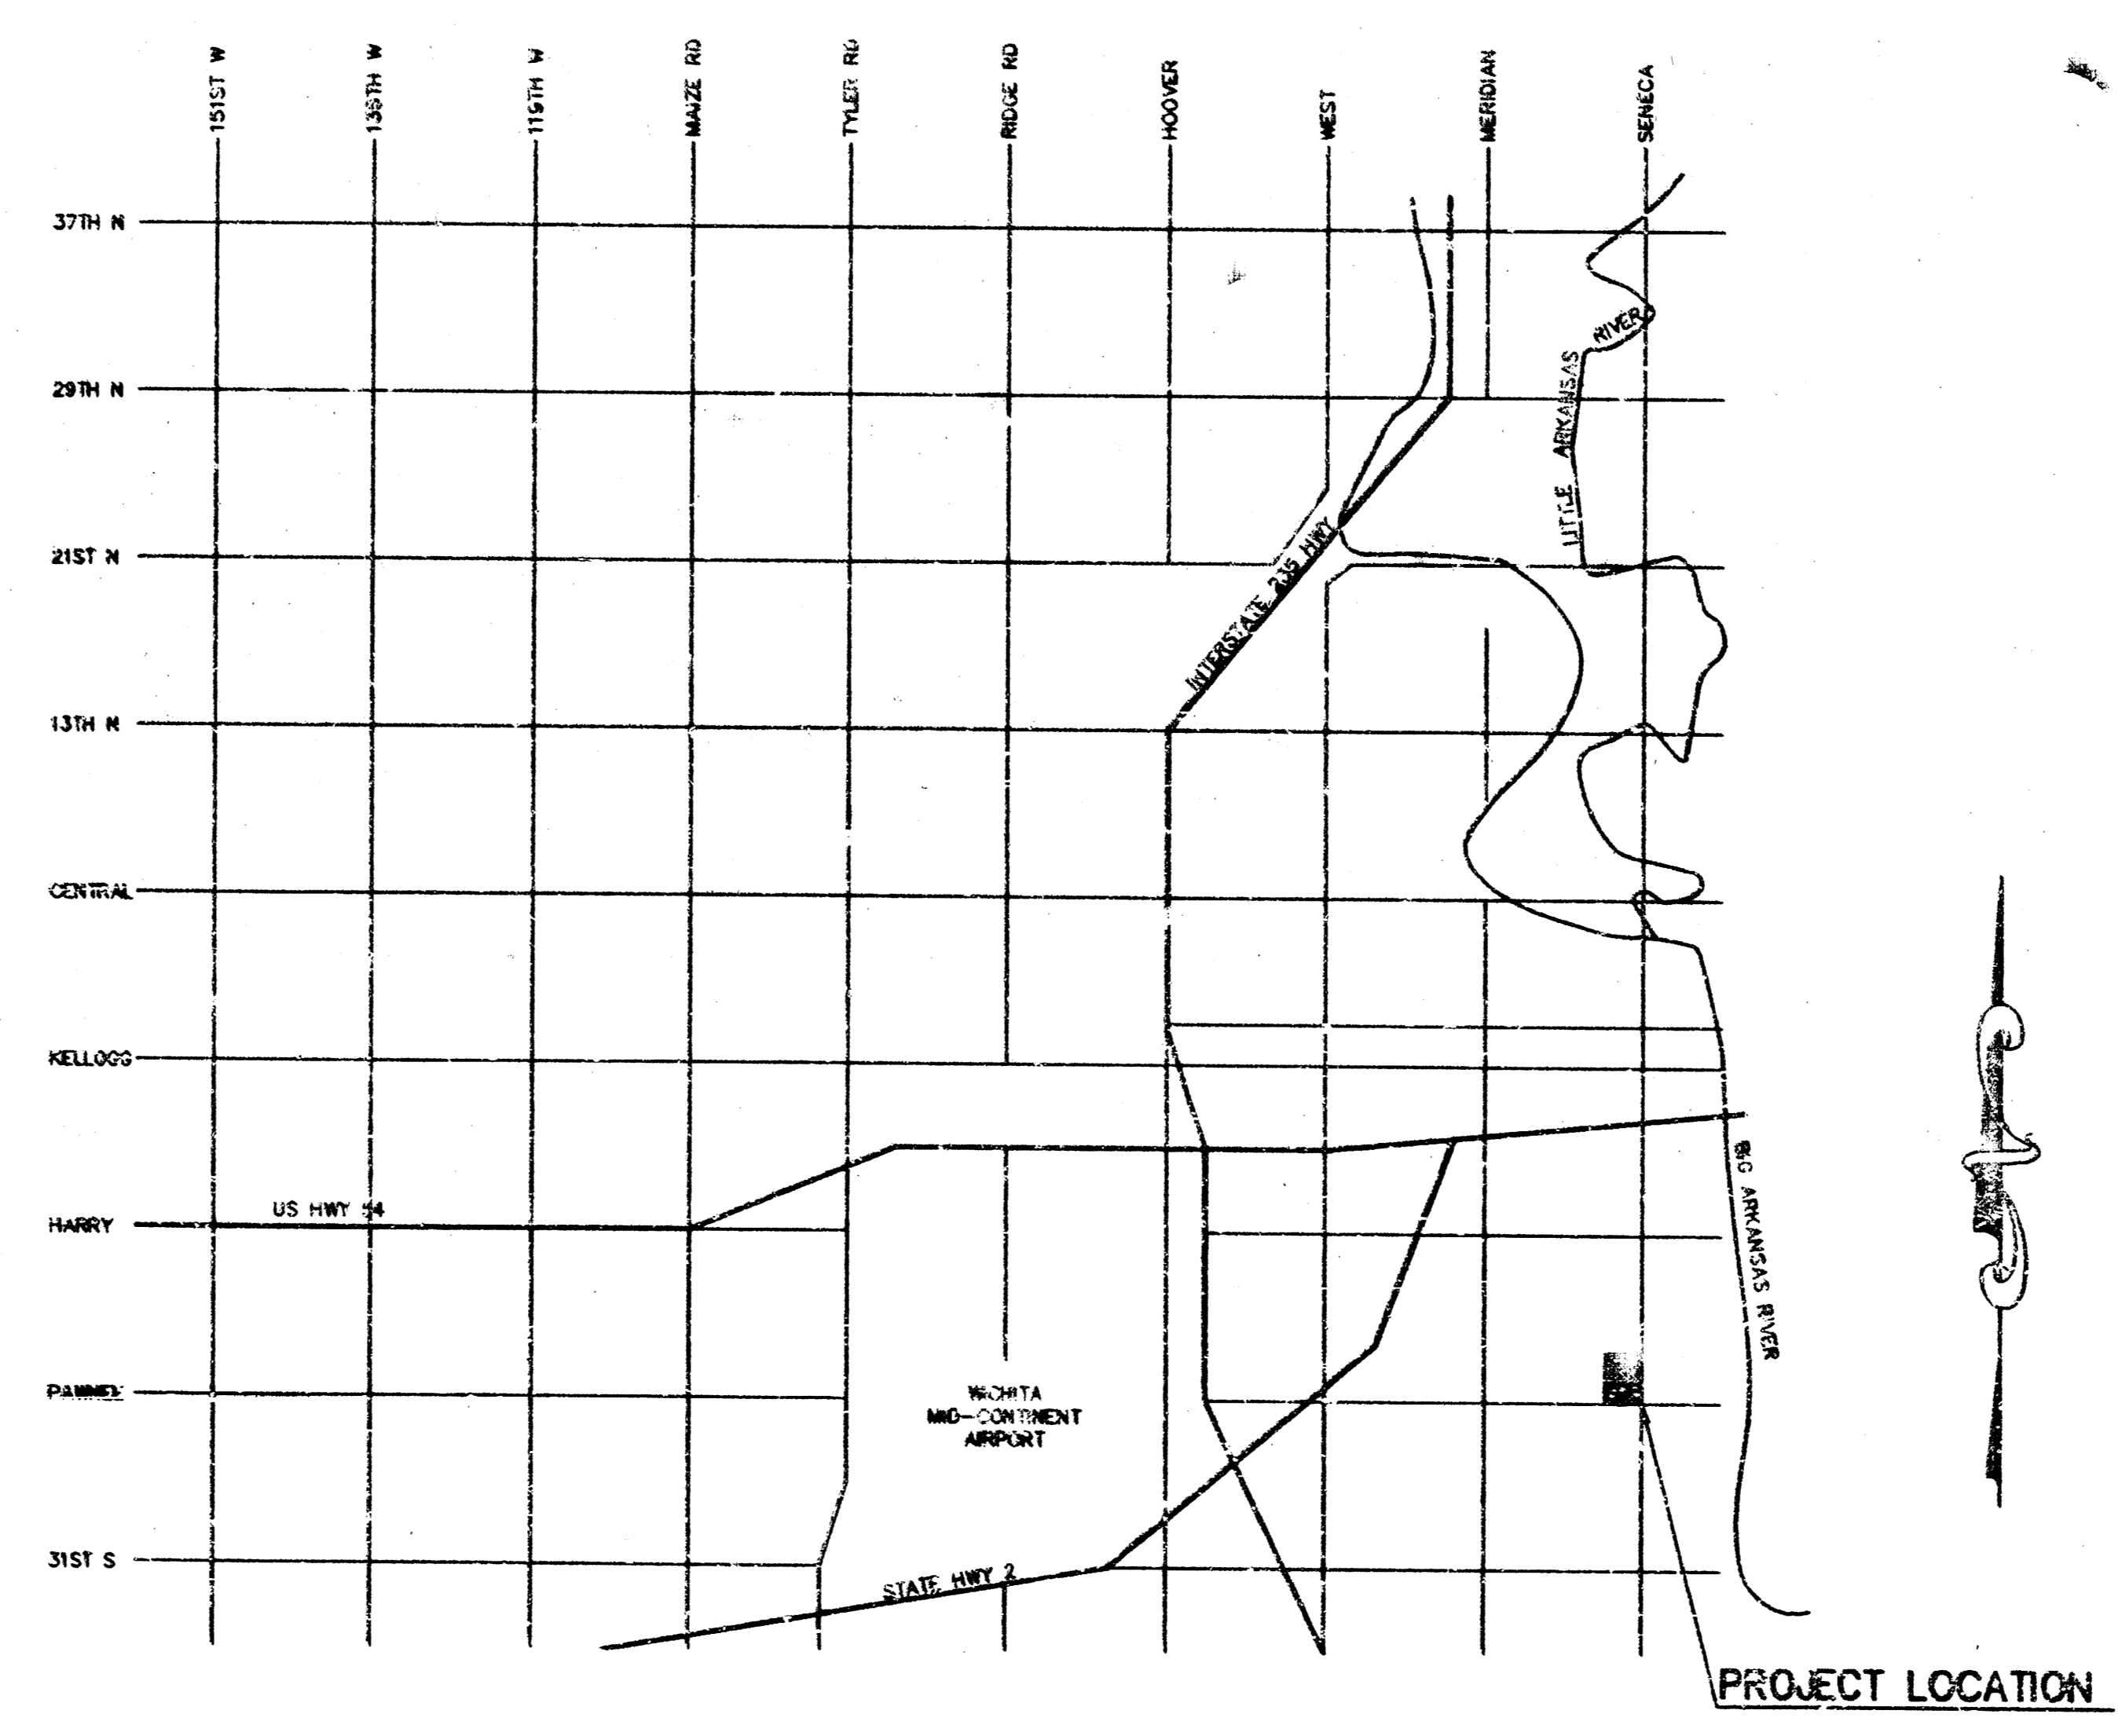 151ST W
135TH W
119TH W
MAIZE RD
TYLER RD
RIDGE RD
HOOVER
WEST
MERIDIAN
SENECA
37TH N
RIVER
29TH N
LITTLE ARKANSAS
21ST N
INTERSTATE 235 HWY
13TH N
CENTRAL
KELLOGG
BIG ARKANSAS RIVER
US HWY 54
HARRY
PAWNEE
WICHITA
MID-CONTINENT
AIRPORT
31ST S
STATE HWY 2
PROJECT LOCATION